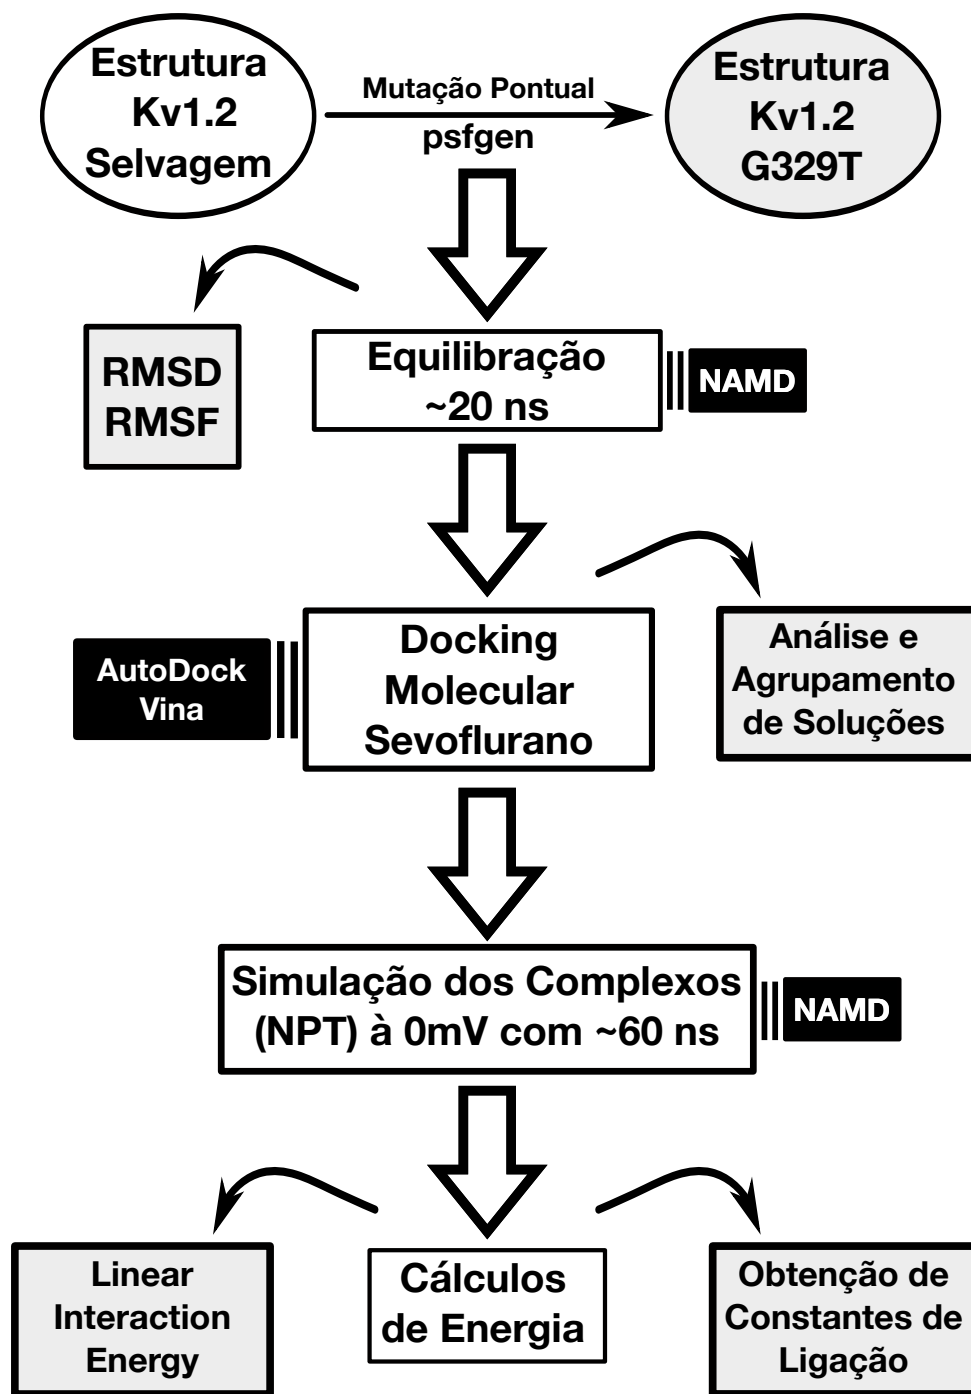 Estrutura
Kv1.2
Selvagem
Mutação Pontual
psfgen
Estrutura
Kv1.2
G329T
RMSD
RMSF
Equilibração
~20 ns
NAMD
AutoDock
Vina
Docking
Molecular
Sevoflurano
Análise e
Agrupamento
de Soluções
Simulação dos Complexos
(NPT) à 0mV com ~60 ns
NAMD
Linear
Interaction
Energy
Cálculos
de Energia
Obtenção de
Constantes de
Ligação